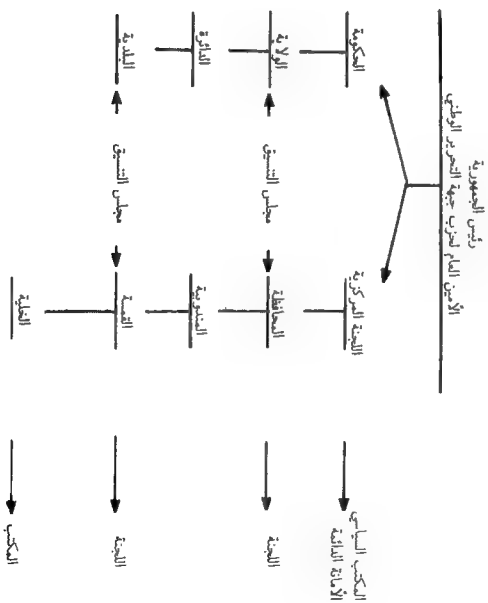 رئيس الجمهورية
الأمين العام لحزب جبهة التحرير الوطني
الحكومة
الولاية
الدائرة
البلدية
مجلس التنسيق
مجلس التنسيق
اللجنة المركزية
المحافظة
المندوبية
القسمة
الخلية
المكتب السياسي
الأمانة الدائمة
اللجنة
اللجنة
المكتب